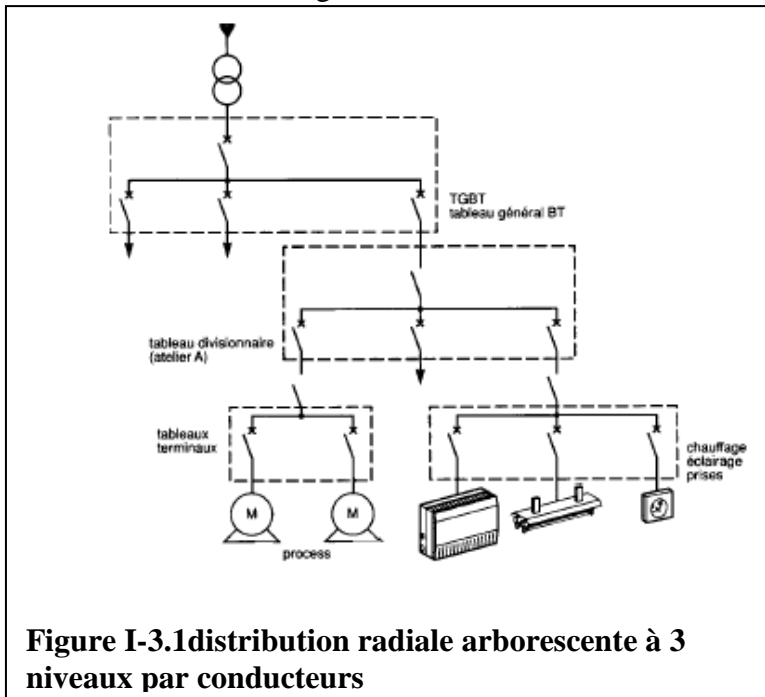 TGBT
tableau général BT
tableau divisionnaire
(atelier A)
tableaux
terminaux
chauffage
éclairage
prises
M
M
process
Figure I-3.1distribution radiale arborescente à 3
niveaux par conducteurs